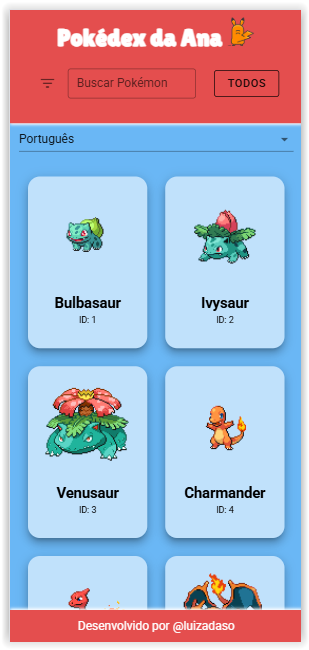 Pokédex da Ana
Buscar Pokémon
TODOS
Português
Bulbasaur
ID: 1
Ivysaur
ID: 2
Venusaur
ID: 3
Charmander
ID: 4
Desenvolvido por @luizadaso